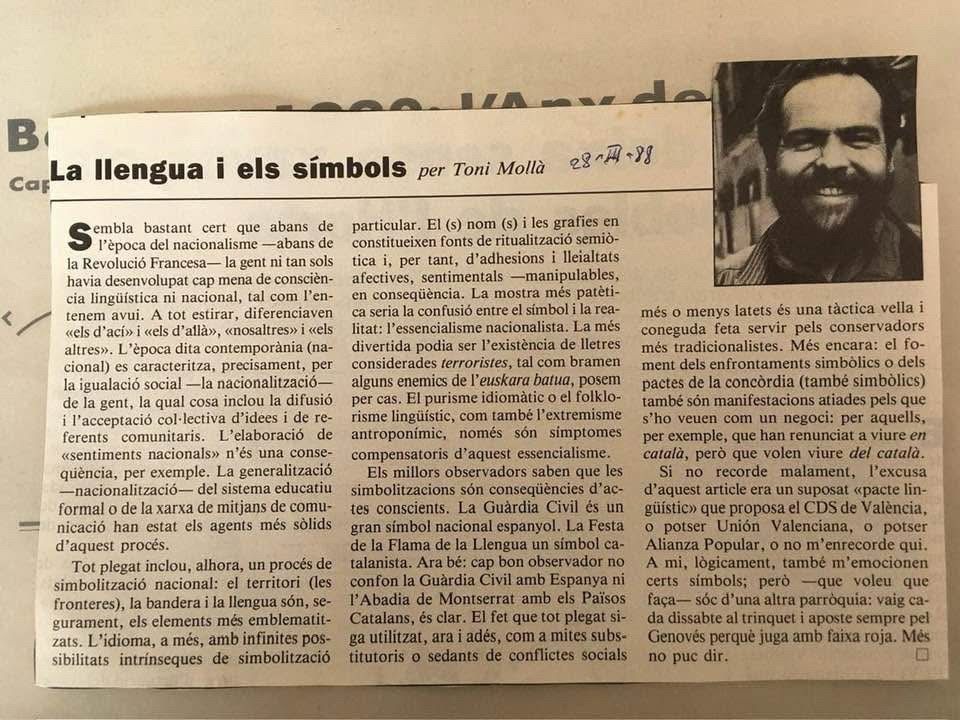 La llengua i els símbols per Toni Mollà 28-III-88
Sembla bastant cert que abans de
l'època del nacionalisme —abans de
la Revolució Francesa— la gent ni tan sols
havia desenvolupat cap mena de conscièn-
cia lingüística ni nacional, tal com l'en-
tenem avui. A tot estirar, diferenciaven
«els d'ací» i «els d'allà», «nosaltres» i «els
altres». L'època dita contemporània (na-
cional) es caracteritza, precisament, per
la igualació social —la nacionalització—
de la gent, la qual cosa inclou la difusió
i l'acceptació col·lectiva d'idees i de re-
ferents comunitaris. L'elaboració de
«sentiments nacionals» n'és una conse-
qüència, per exemple. La generalització
—nacionalització— del sistema educatiu
formal o de la xarxa de mitjans de comu-
nicació han estat els agents més sòlids
d'aquest procés.
Tot plegat inclou, alhora, un procés de
simbolització nacional: el territori (les
fronteres), la bandera i la llengua són, se-
gurament, els elements més emblematit-
zats. L'idioma, a més, amb infinites pos-
sibilitats intrínseques de simbolització
particular. El (s) nom (s) i les grafies en
constitueixen fonts de ritualització semiò-
tica i, per tant, d'adhesions i lleialtats
afectives, sentimentals —manipulables,
en conseqüència. La mostra més patèti-
ca seria la confusió entre el símbol i la rea-
litat: l'essencialisme nacionalista. La més
divertida podia ser l'existència de lletres
considerades terroristes, tal com bramen
alguns enemics de l'euskara batua, posem
per cas. El purisme idiomàtic o el folklo-
risme lingüístic, com també l'extremisme
antroponímic, només són símptomes
compensatoris d'aquest essencialisme.
Els millors observadors saben que les
simbolitzacions són conseqüències d'ac-
tes conscients. La Guàrdia Civil és un
gran símbol nacional espanyol. La Festa
de la Flama de la Llengua un símbol ca-
talanista. Ara bé: cap bon observador no
confon la Guàrdia Civil amb Espanya ni
l'Abadia de Montserrat amb els Països
Catalans, és clar. El fet que tot plegat si-
ga utilitzat, ara i adés, com a mites subs-
titutoris o sedants de conflictes socials
més o menys latets és una tàctica vella i
coneguda feta servir pels conservadors
més tradicionalistes. Més encara: el fo-
ment dels enfrontaments simbòlics o dels
pactes de la concòrdia (també simbòlics)
també són manifestacions atiades pels que
s'ho veuen com un negoci: per aquells,
per exemple, que han renunciat a viure en
català, però que volen viure del català.
Si no recorde malament, l'excusa
d'aquest article era un suposat «pacte lin-
güístic» que proposa el CDS de València,
o potser Unión Valenciana, o potser
Alianza Popular, o no m'enrecorde qui.
A mi, lògicament, també m'emocionen
certs símbols; però —que voleu que
faça— sóc d'una altra parròquia: vaig ca-
da dissabte al trinquet i aposte sempre pel
Genovés perquè juga amb faixa roja. Més
no puc dir.